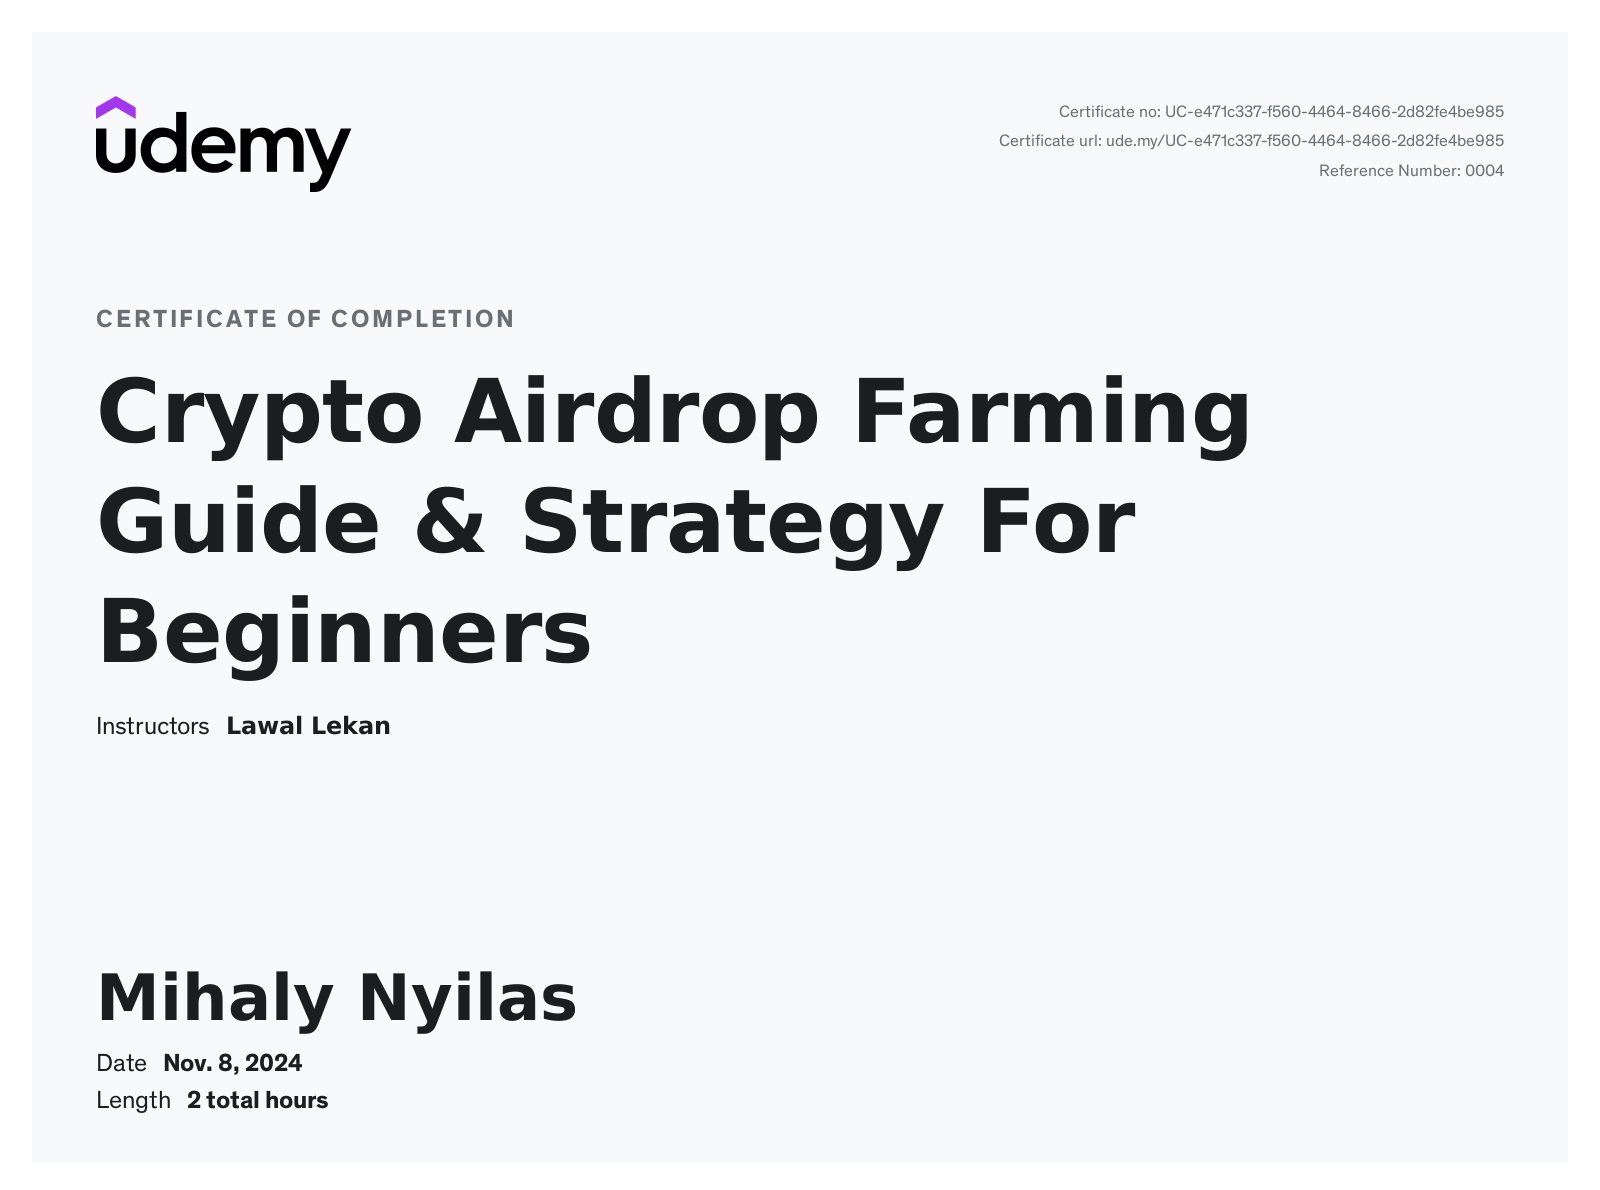 udemy
Certificate no: UC-e471c337-f560-4464-8466-2d82fe4be985
Certificate url: ude.my/UC-e471c337-f560-4464-8466-2d82fe4be985
Reference Number: 0004
CERTIFICATE OF COMPLETION
Crypto Airdrop Farming
Guide & Strategy For
Beginners
Instructors Lawal Lekan
Mihaly Nyilas
Date Nov. 8, 2024
Length 2 total hours